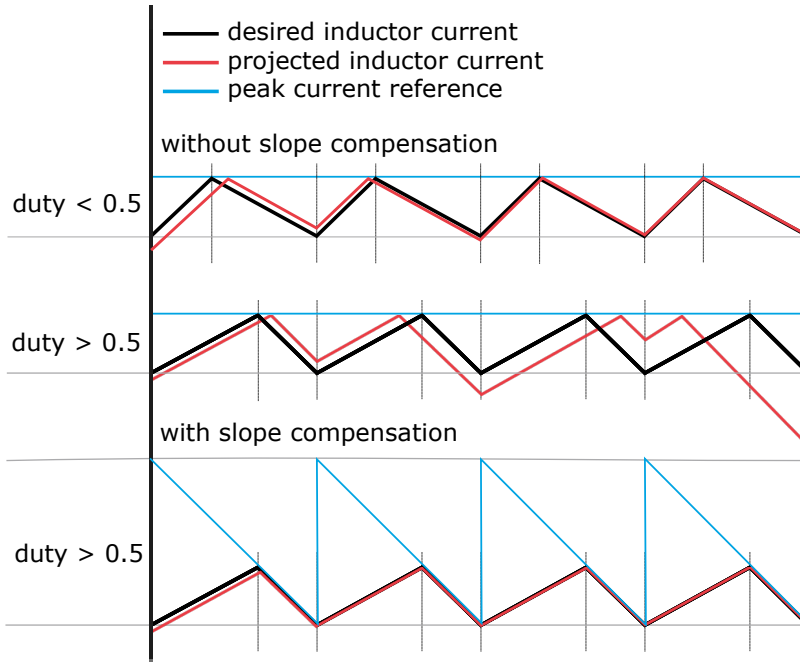 desired inductor current
projected inductor current
peak current reference
without slope compensation
duty < 0.5
duty > 0.5
with slope compensation
duty > 0.5